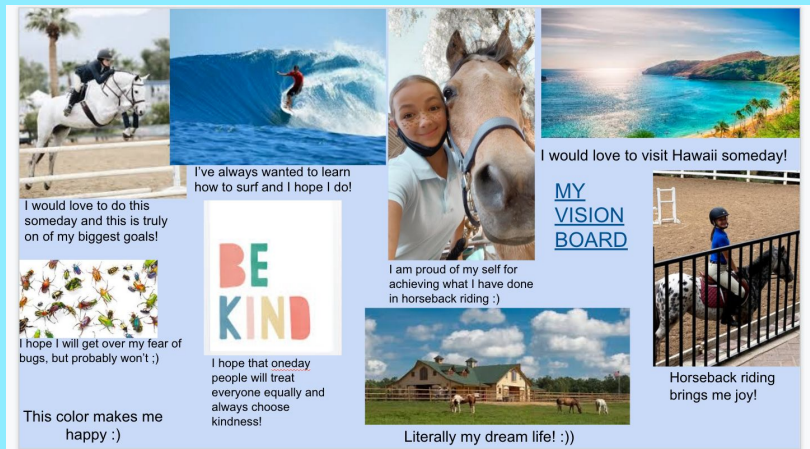 I would love to do this
someday and this is truly
on of my biggest goals!
I've always wanted to learn
how to surf and I hope I do!
I am proud of my self for
achieving what I have done
in horseback riding :)
I would love to visit Hawaii someday!
MY
VISION
BOARD
BE
KIND
I hope I will get over my fear of
bugs, but probably won't ;)
I hope that oneday
people will treat
everyone equally and
always choose
kindness!
Horseback riding
brings me joy!
This color makes me
happy :)
Literally my dream life! :))